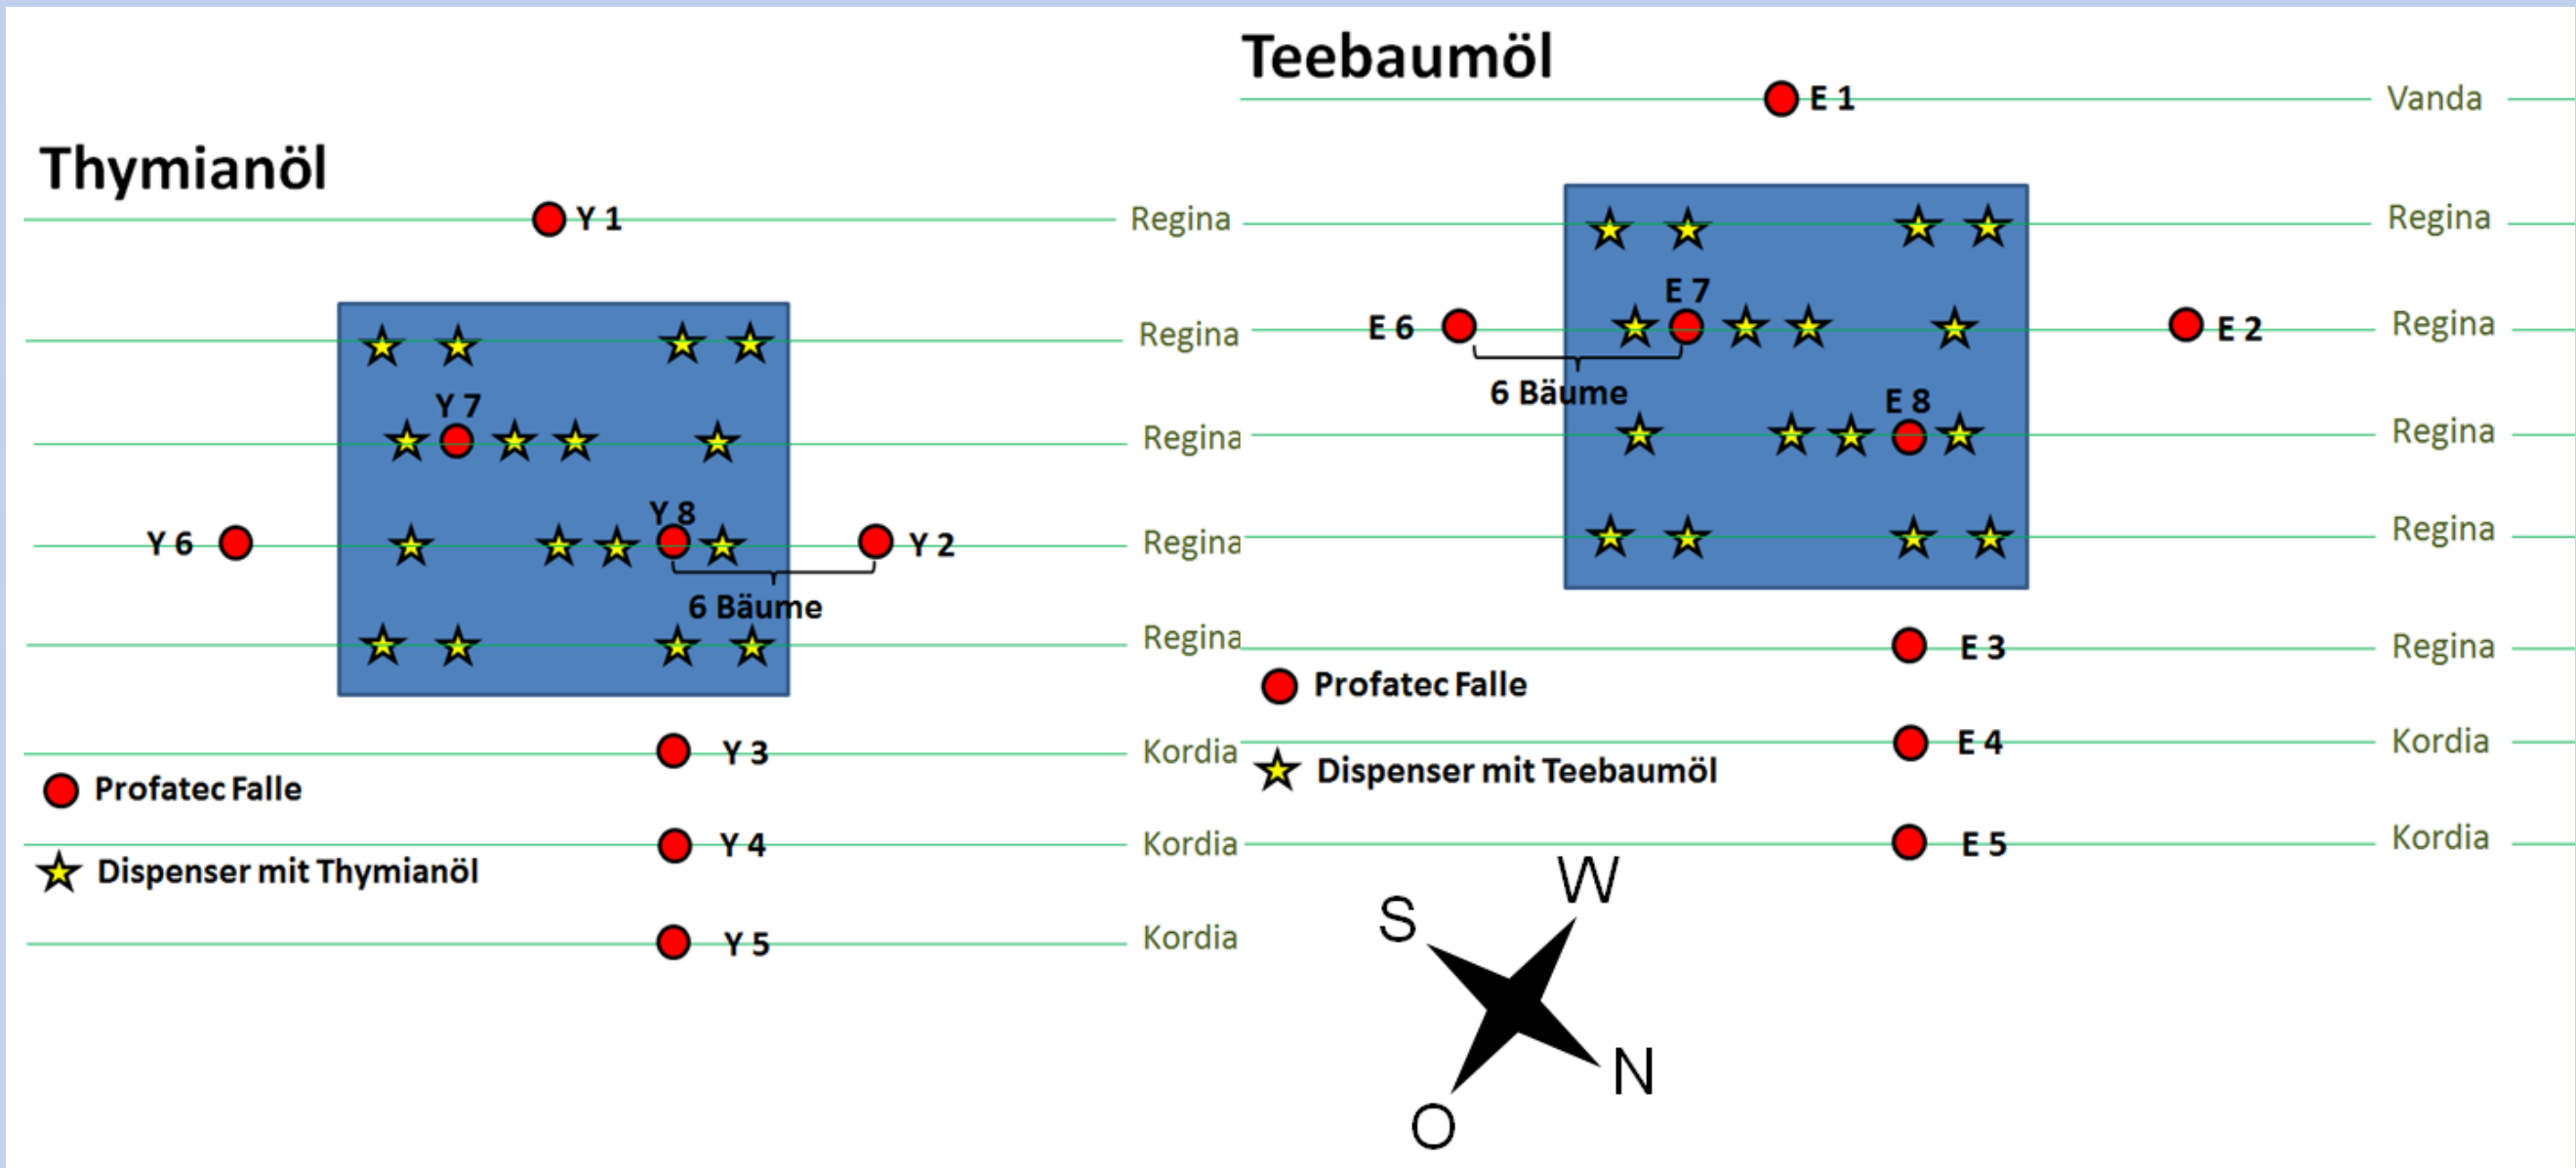 Teebaumöl
E 1
Vanda
Thymianöl
Y 1
Regina
Regina
E 7
E 6
E 2
Regina
Regina
6 Bäume
E 8
Y 7
Regina
Regina
Y 8
Y 6
Y 2
Regina
Regina
6 Bäume
Regina
E 3
Regina
Profatec Falle
Y 3
Kordia
E 4
Kordia
Profatec Falle
Dispenser mit Teebaumöl
Y 4
Kordia
E 5
Kordia
Dispenser mit Thymianöl
Y 5
Kordia
W
S
N
O